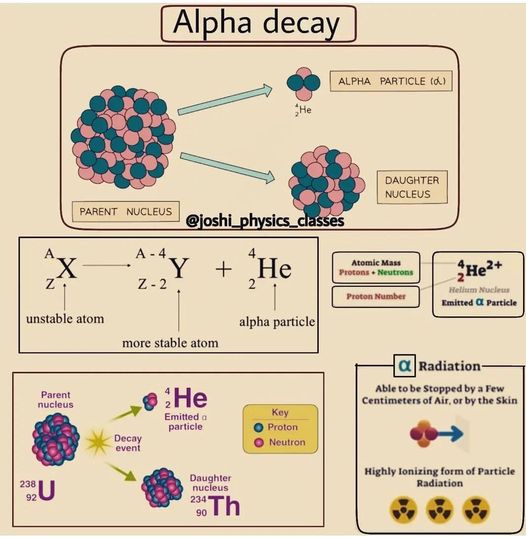 Alpha decay
ALPHA PARTICLE (α)
4
2 He
DAUGHTER
NUCLEUS
PARENT NUCLEUS
@joshi_physics_classes
A
Z X → A - 4
Z - 2 Y + 4
2 He
unstable atom
alpha particle
more stable atom
Atomic Mass
Protons + Neutrons
Proton Number
4
2 He2+
Helium Nucleus
Emitted α Particle
α Radiation
Able to be Stopped by a Few
Centimeters of Air, or by the Skin
Highly Ionizing form of Particle
Radiation
Parent
nucleus
238
92 U
Decay
event
4
2 He
Emitted α
particle
Daughter
nucleus
234
90 Th
Key
Proton
Neutron